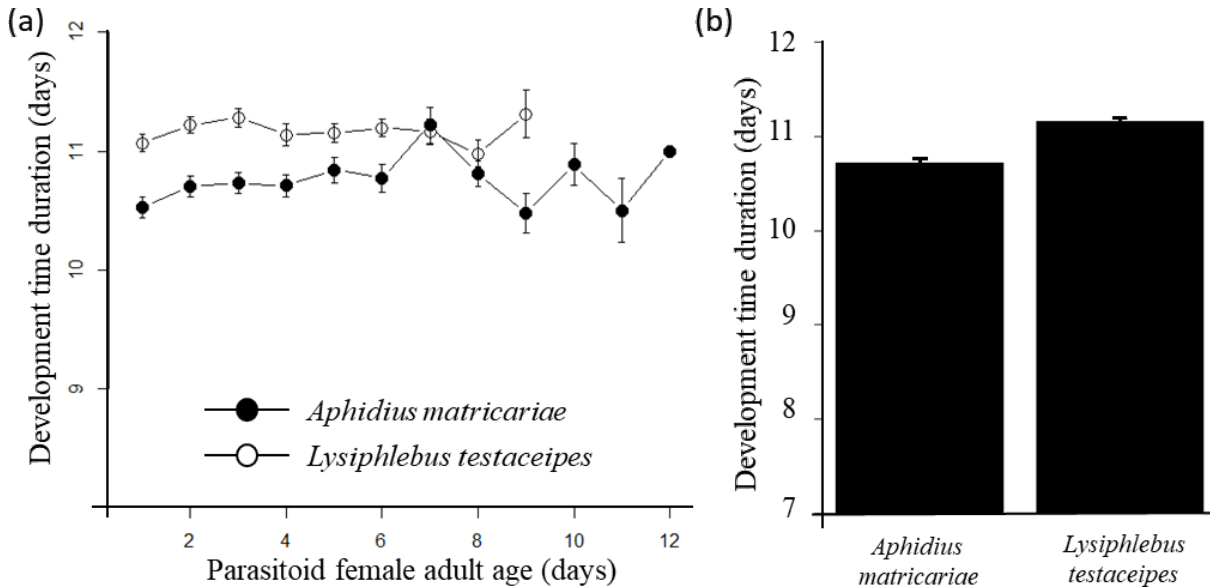 (a)
Development time duration (days)
12
11
10
9
Aphidius matricariae
Lysiphlebus testaceipes
2 4 6 8 10 12
Parasitoid female adult age (days)
(b)
Development time duration (days)
12
11
10
9
8
7
Aphidius
matricariae
Lysiphlebus
testaceipes